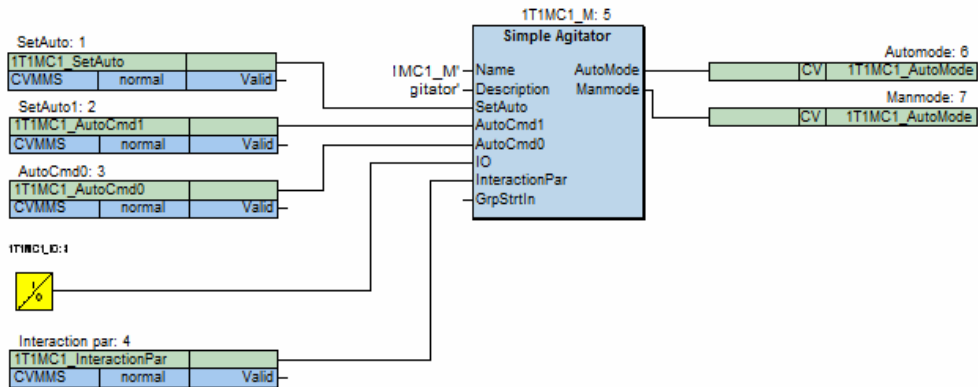 1T1MC1_M: 5
Simple Agitator
SetAuto: 1
1T1MC1_SetAuto
CVMMS normal Valid
SetAuto1: 2
1T1MC1_AutoCmd1
CVMMS normal Valid
AutoCmd0: 3
1T1MC1_AutoCmd0
CVMMS normal Valid
1T1MC1_IO:
I/o
Interaction par: 4
1T1MC1_InteractionPar
CVMMS normal Valid
1MC1_M'
gitator'
Name AutoMode
Description Manmode
SetAuto
AutoCmd1
AutoCmd0
IO
InteractionPar
GrpStrtIn
Automode: 6
CV 1T1MC1_AutoMode
Manmode: 7
CV 1T1MC1_AutoMode